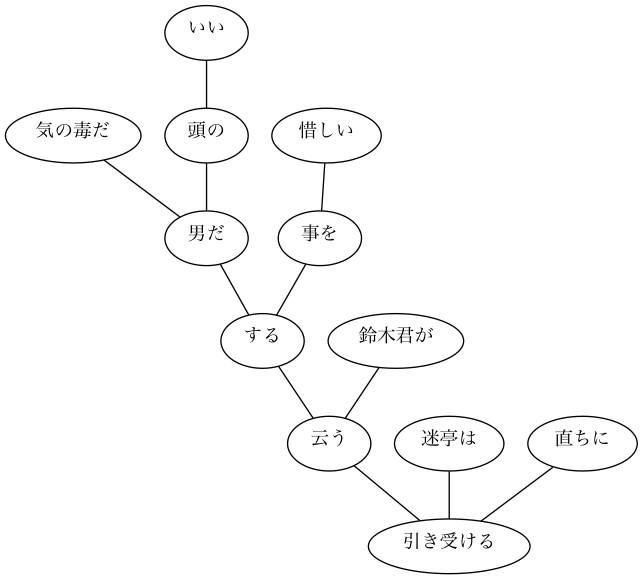 いい
気の毒だ
頭の
惜しい
男だ
事を
する
鈴木君が
云う
迷亭は
直ちに
引き受ける